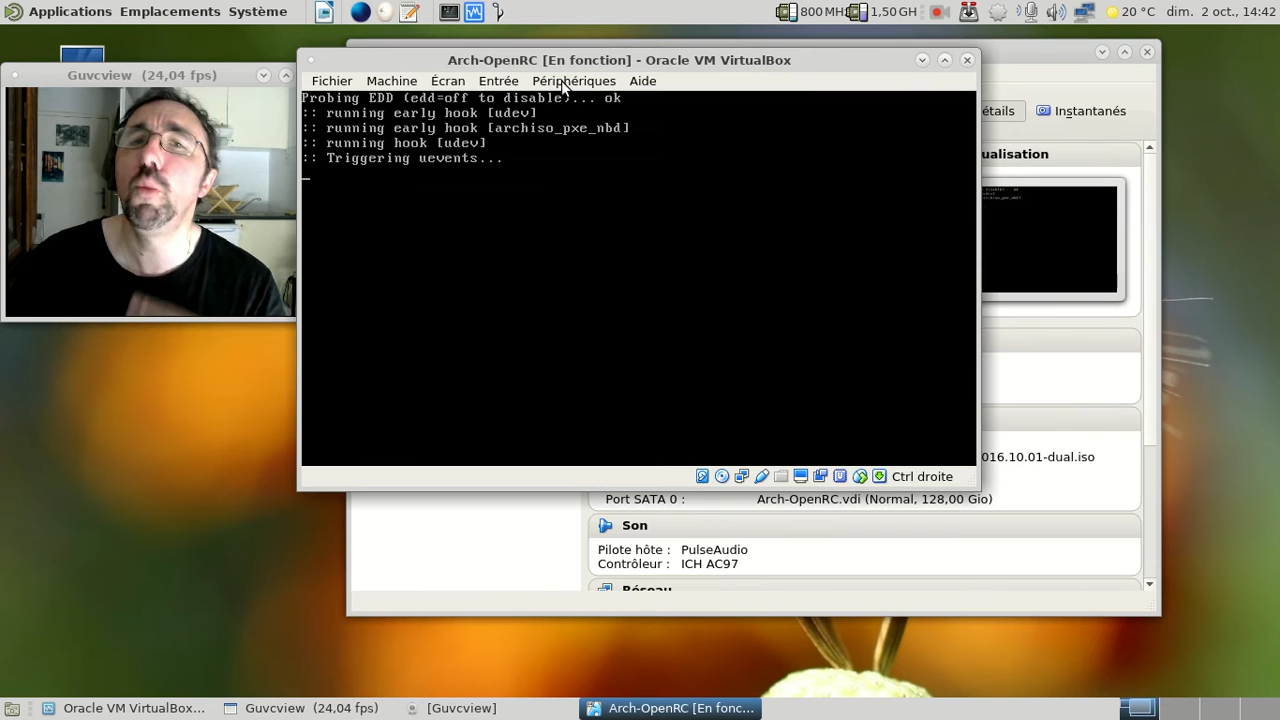 Applications Emplacements Système
800 MH 1,50 GH 20 °C dim. 2 oct., 14:42
Guvcview (24,04 fps)
Arch-OpenRC [En fonction] - Oracle VM VirtualBox
Fichier Machine Écran Entrée Périphériques Aide
Probing EDD (edd=off to disable)... ok
:: running early hook [udev]
:: running early hook [archiso_pxe_nbd]
:: running hook [udev]
:: Triggering uevents...
Ctrl droite
étails Instantanés
ualisation
016.10.01-dual.iso
Port SATA 0 : Arch-OpenRC.vdi (Normal, 128,00 Gio)
Son
Pilote hôte : PulseAudio
Contrôleur : ICH AC97
Réseau
Oracle VM VirtualBox... Guvcview (24,04 fps) [Guvcview] Arch-OpenRC [En fonc...